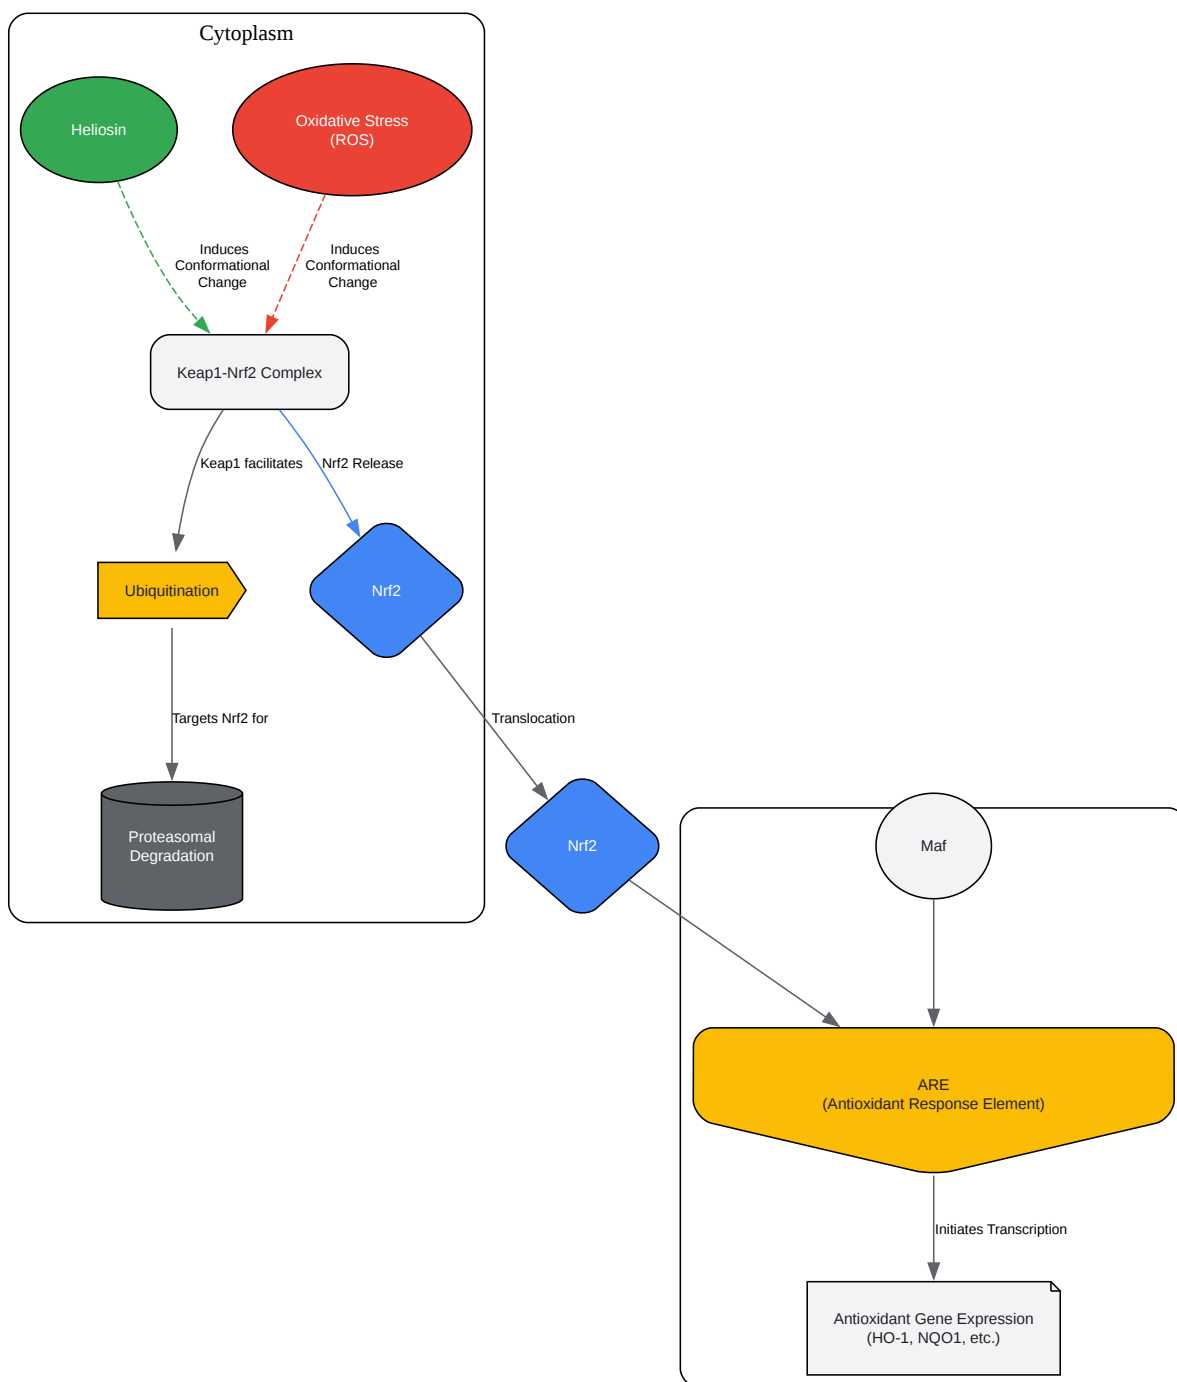 Cytoplasm
Heliosin
Oxidative Stress
(ROS)
Induces
Conformational
Change
Induces
Conformational
Change
Keap1-Nrf2 Complex
Keap1 facilitates
Nrf2 Release
Ubiquitination
Nrf2
Targets Nrf2 for
Translocation
Proteasomal
Degradation
Nrf2
Maf
ARE
(Antioxidant Response Element)
Initiates Transcription
Antioxidant Gene Expression
(HO-1, NQO1, etc.)